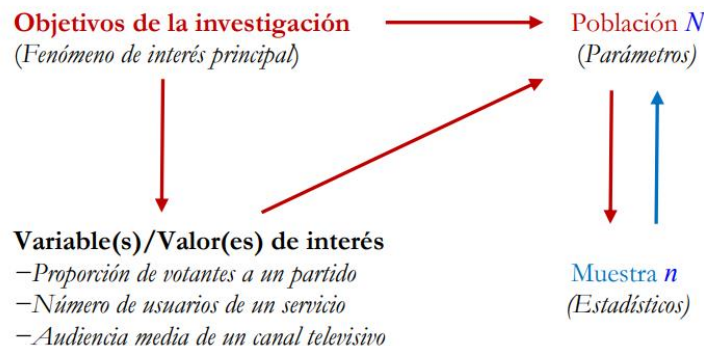 Objetivos de la investigación
(Fenómeno de interés principal)
Población N
(Parámetros)
Variable(s)/Valor(es) de interés
−Proporción de votantes a un partido
−Número de usuarios de un servicio
−Audiencia media de un canal televisivo
Muestra n
(Estadísticos)